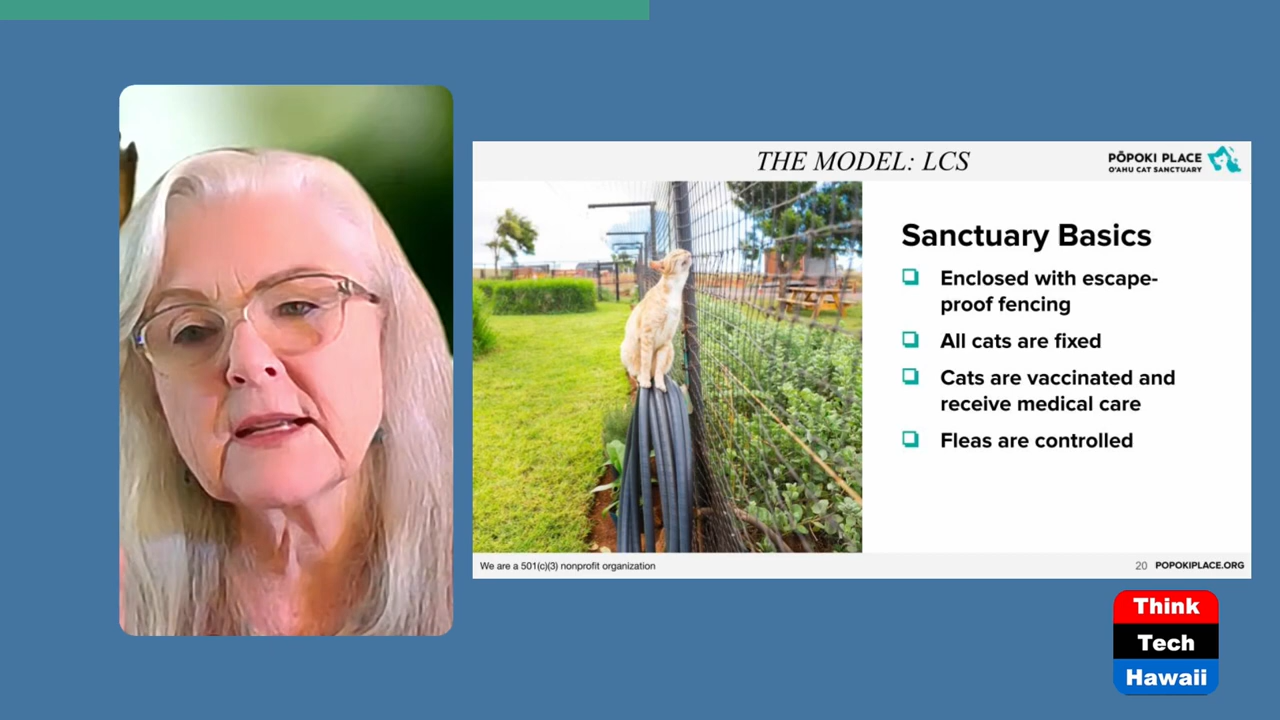 THE MODEL: LCS
PŌPOKI PLACE
O'AHU CAT SANCTUARY
Sanctuary Basics
Enclosed with escape-
proof fencing
All cats are fixed
Cats are vaccinated and
receive medical care
Fleas are controlled
We are a 501(c)(3) nonprofit organization
20 POPOKIPLACE.ORG
Think
Tech
Hawaii